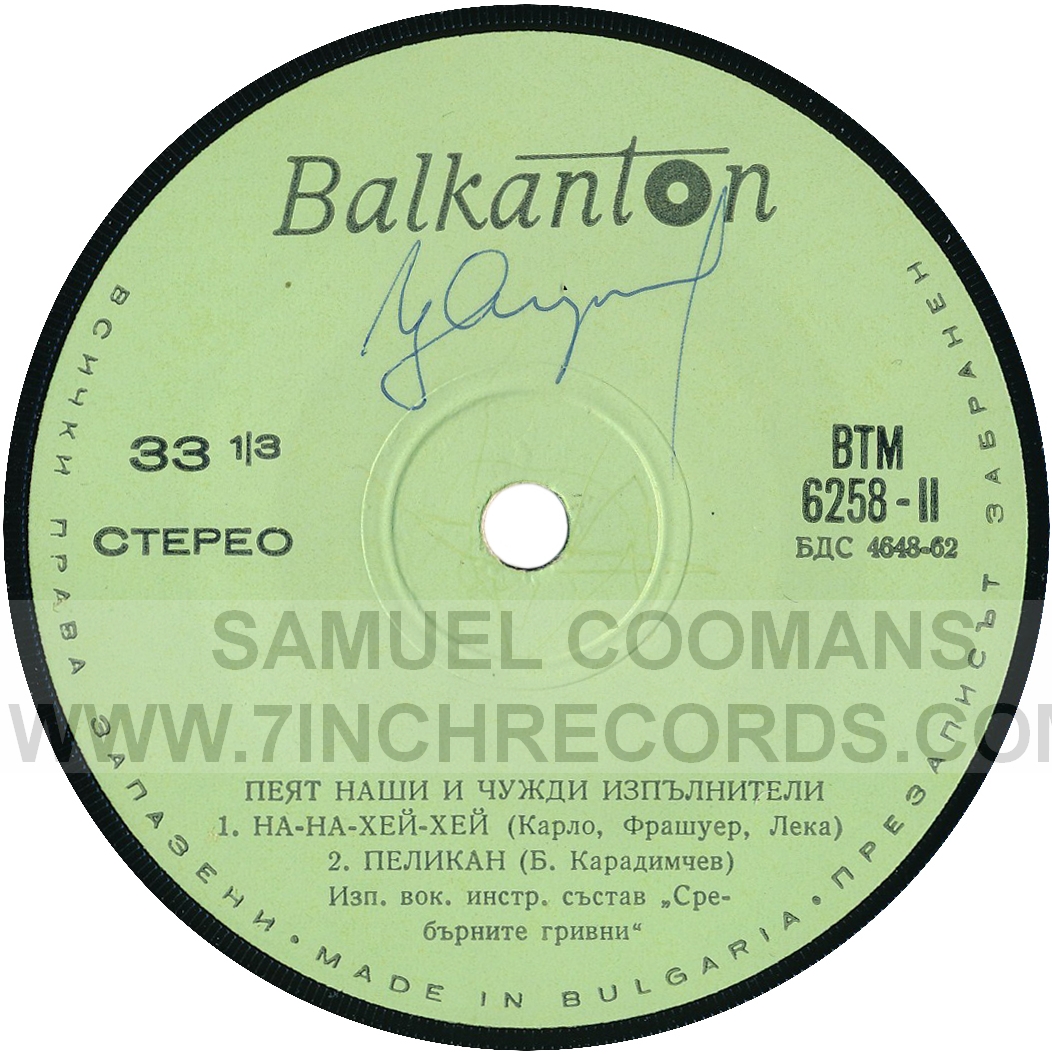 Balkanton
ВСИЧКИ ПРАВА ЗАПАЗЕНИ • MADE IN BULGARIA • ПРЕЗАПИСЪТ ЗАБРАНЕН
33 1/3
СТЕРЕО
ВТМ
6258-II
БДС 4648-62
SAMUEL COOMANS
WWW.7INCHRECORDS.COM
ПЕЯТ НАШИ И ЧУЖДИ ИЗПЪЛНИТЕЛИ
1. НА-НА-ХЕЙ-ХЕЙ (Карло, Фрашуер, Лека)
2. ПЕЛИКАН (Б. Карадимчев)
Изп. вок. инстр. състав „Сре-
бърните гривни“